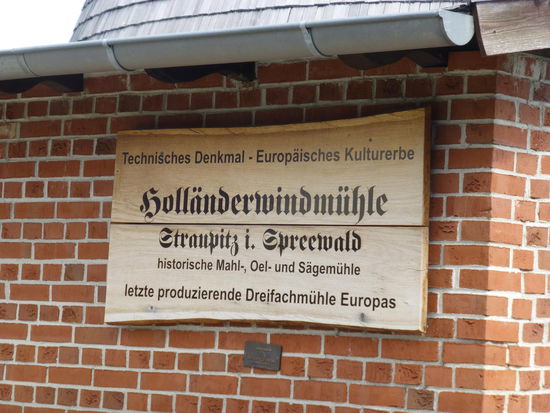 Technisches Denkmal - Europäisches Kulturerbe
Holländerwindmühle
Straupitz i. Spreewald
historische Mahl-, Oel- und Sägemühle
letzte produzierende Dreifachmühle Europas